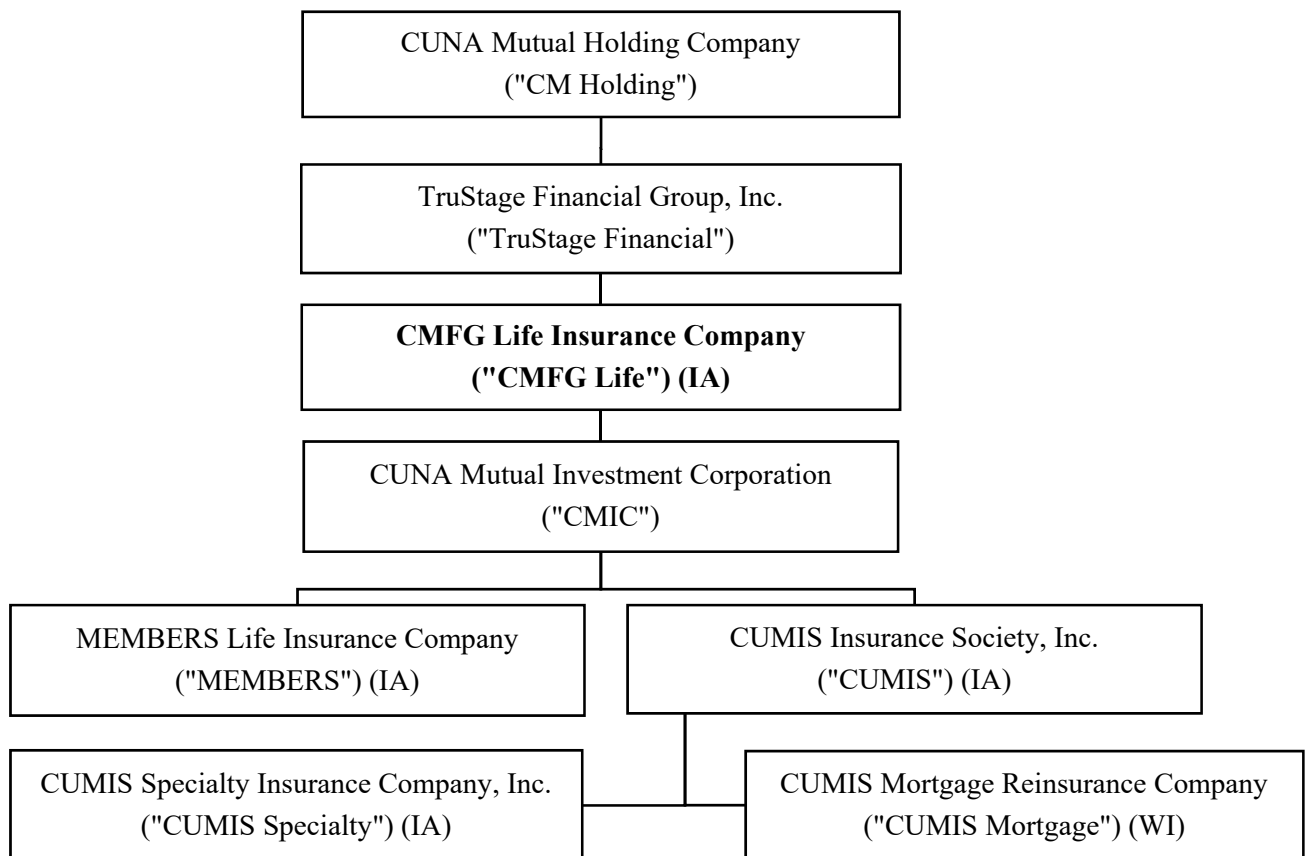 CUNA Mutual Holding Company
("CM Holding")
TruStage Financial Group, Inc.
("TruStage Financial")
CMFG Life Insurance Company
("CMFG Life") (IA)
CUNA Mutual Investment Corporation
("CMIC")
MEMBERS Life Insurance Company
("MEMBERS") (IA)
CUMIS Insurance Society, Inc.
("CUMIS") (IA)
CUMIS Specialty Insurance Company, Inc.
("CUMIS Specialty") (IA)
CUMIS Mortgage Reinsurance Company
("CUMIS Mortgage") (WI)